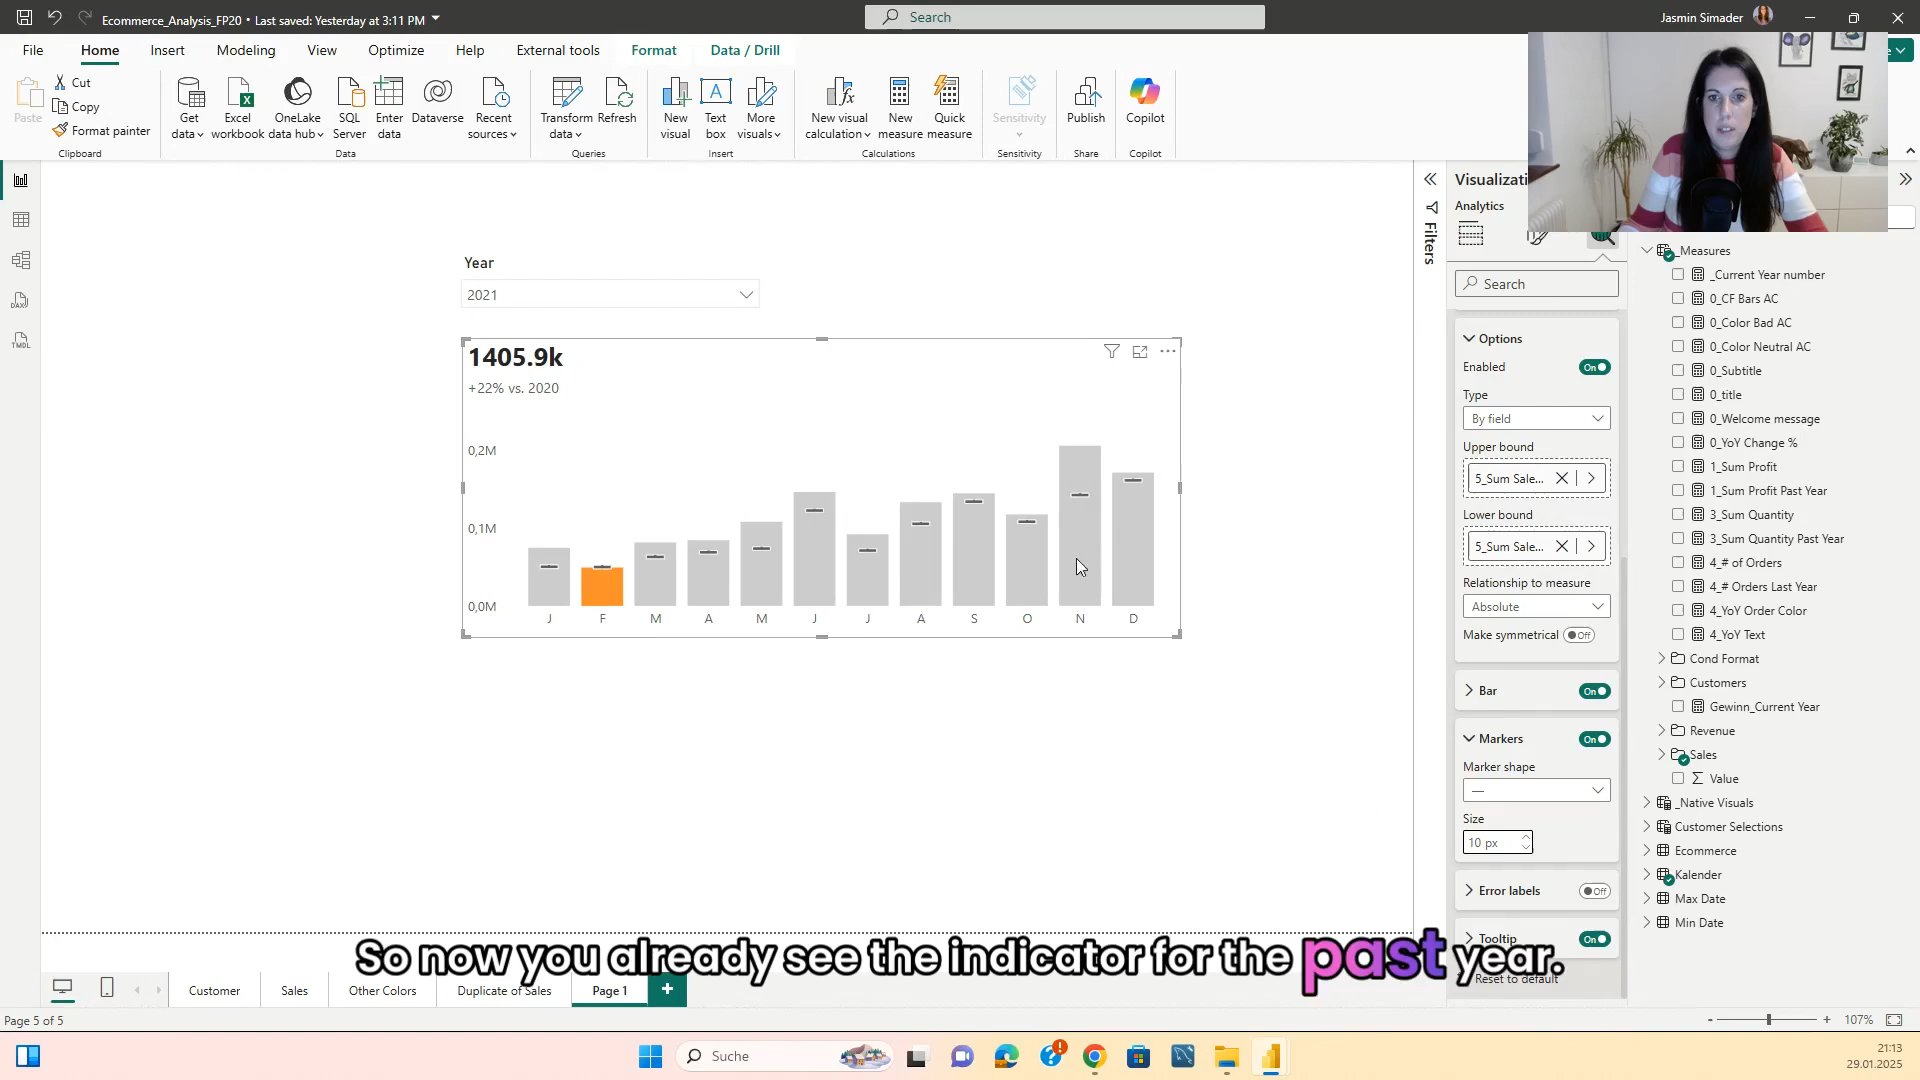 Ecommerce_Analysis_FP20 • Last saved: Yesterday at 3:11 PM
Search
Jasmin Simader
File
Home
Insert
Modeling
View
Optimize
Help
External tools
Format
Data / Drill
Paste
Cut
Copy
Format painter
Clipboard
Get data
Excel workbook
OneLake data hub
SQL Server
Enter data
Dataverse
Recent sources
Data
Transform data
Refresh
Queries
New visual
Text box
More visuals
Insert
New visual calculation
New measure
Quick measure
Calculations
Sensitivity
Sensitivity
Publish
Share
Copilot
Copilot
Year
2021
1405.9k
+22% vs. 2020
0,2M
0,1M
0,0M
J F M A M J J A S O N D
Filters
Analytics
Search
Options
Enabled
On
Type
By field
Upper bound
5_Sum Sale...
Lower bound
5_Sum Sale...
Relationship to measure
Absolute
Make symmetrical
Off
Bar
On
Markers
On
Marker shape
—
Size
10 px
Error labels
Off
Tooltip
On
Reset to default
_Measures
_Current Year number
0_CF Bars AC
0_Color Bad AC
0_Color Neutral AC
0_Subtitle
0_title
0_Welcome message
0_YoY Change %
1_Sum Profit
1_Sum Profit Past Year
3_Sum Quantity
3_Sum Quantity Past Year
4_# of Orders
4_# Orders Last Year
4_YoY Order Color
4_YoY Text
Cond Format
Customers
Gewinn_Current Year
Revenue
Sales
Value
_Native Visuals
Customer Selections
Ecommerce
Kalender
Max Date
Min Date
So now you already see the indicator for the past year.
Customer
Sales
Other Colors
Duplicate of Sales
Page 1
Page 5 of 5
107%
Suche
21:13
29.01.2025